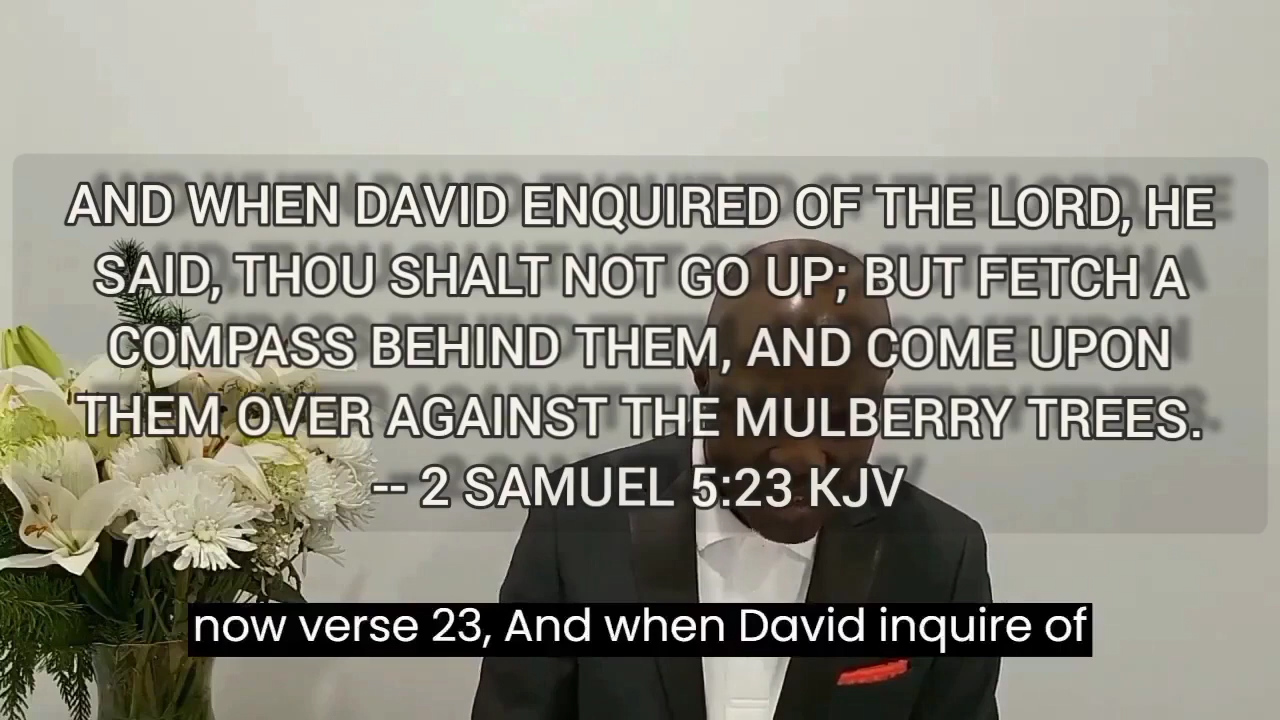 AND WHEN DAVID ENQUIRED OF THE LORD, HE
SAID, THOU SHALT NOT GO UP; BUT FETCH A
COMPASS BEHIND THEM, AND COME UPON
THEM OVER AGAINST THE MULBERRY TREES.
-- 2 SAMUEL 5:23 KJV
now verse 23, And when David inquire of